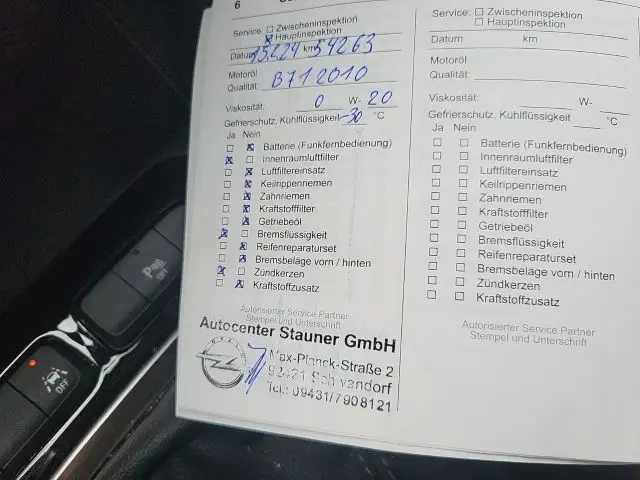 6
Service: ☐ Zwischeninspektion
☒ Hauptinspektion
Datum 15.2.24 km 54263
Motoröl
Qualität: B712010
Viskosität: 0 W- 20
Gefrierschutz, Kühlflüssigkeit -30 °C
Ja Nein
☐ ☒ Batterie (Funkfernbedienung)
☒ ☐ Innenraumluftfilter
☐ ☒ Luftfiltereinsatz
☐ ☒ Keilrippenriemen
☐ ☒ Zahnriemen
☐ ☒ Kraftstofffilter
☐ ☒ Getriebeöl
☒ ☐ Bremsflüssigkeit
☐ ☒ Reifenreparaturset
☐ ☒ Bremsbeläge vorn / hinten
☒ ☐ Zündkerzen
☐ ☒ Kraftstoffzusatz
Autorisierter Service Partner
Stempel und Unterschrift
Autocenter Stauner GmbH
Max-Planck-Straße 2
92421 Schwandorf
Tel.: 09431/7908121
Service: ☐ Zwischeninspektion
☐ Hauptinspektion
Datum km
Motoröl
Qualität:
Viskosität: W-
Gefrierschutz, Kühlflüssigkeit °C
Ja Nein
☐ ☐ Batterie (Funkfernbedienung)
☐ ☐ Innenraumluftfilter
☐ ☐ Luftfiltereinsatz
☐ ☐ Keilrippenriemen
☐ ☐ Zahnriemen
☐ ☐ Kraftstofffilter
☐ ☐ Getriebeöl
☐ ☐ Bremsflüssigkeit
☐ ☐ Reifenreparaturset
☐ ☐ Bremsbeläge vorn / hinten
☐ ☐ Zündkerzen
☐ ☐ Kraftstoffzusatz
Autorisierter Service Partner
Stempel und Unterschrift
OFF
OFF